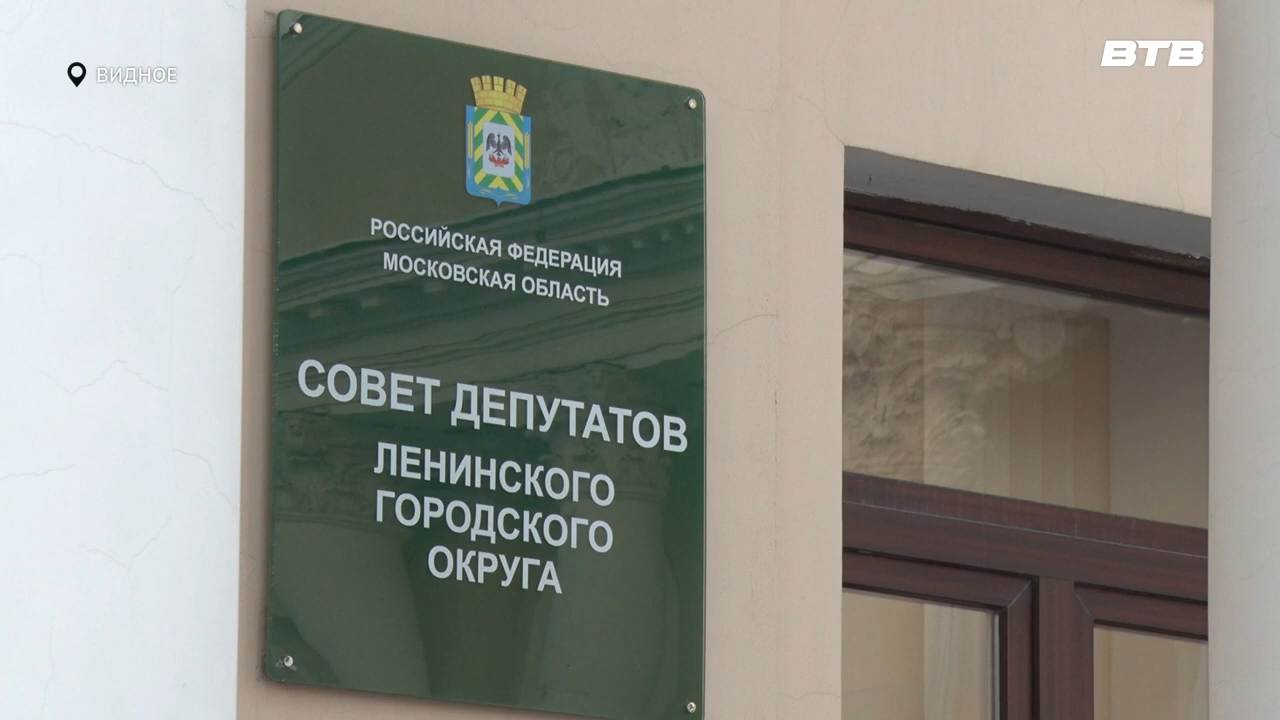 ВИДНОЕ
ВТВ
РОССИЙСКАЯ ФЕДЕРАЦИЯ
МОСКОВСКАЯ ОБЛАСТЬ
СОВЕТ ДЕПУТАТОВ
ЛЕНИНСКОГО
ГОРОДСКОГО
ОКРУГА